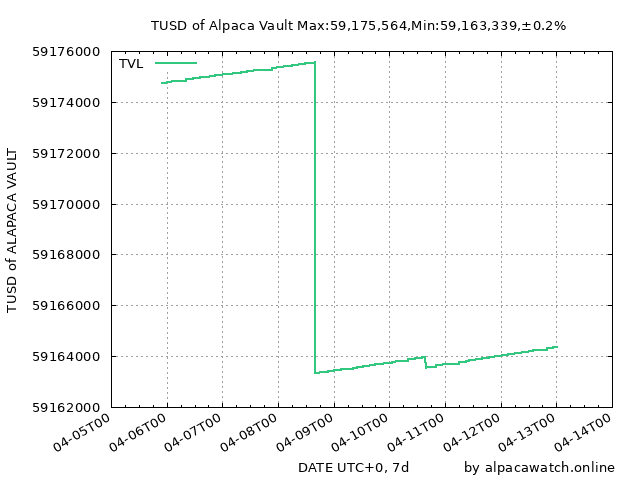 TUSD of Alpaca Vault Max:59,175,564,Min:59,163,339,±0.2%
TVL
59176000
59174000
59172000
59170000
59168000
59166000
59164000
59162000
TUSD of ALAPACA VAULT
04-05T00
04-06T00
04-07T00
04-08T00
04-09T00
04-10T00
04-11T00
04-12T00
04-13T00
04-14T00
DATE UTC+0, 7d
by alpacawatch.online